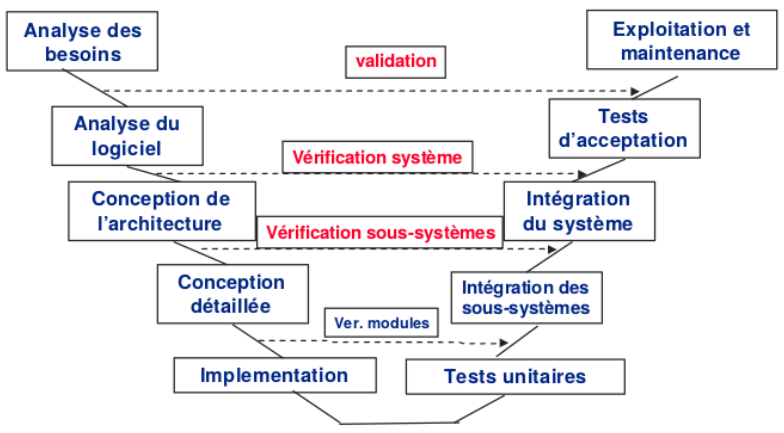 Analyse des
besoins
Exploitation et
maintenance
validation
Analyse du
logiciel
Tests
d'acceptation
Vérification système
Conception de
l'architecture
Intégration
du système
Vérification sous-systèmes
Conception
détaillée
Intégration des
sous-systèmes
Ver. modules
Implementation
Tests unitaires